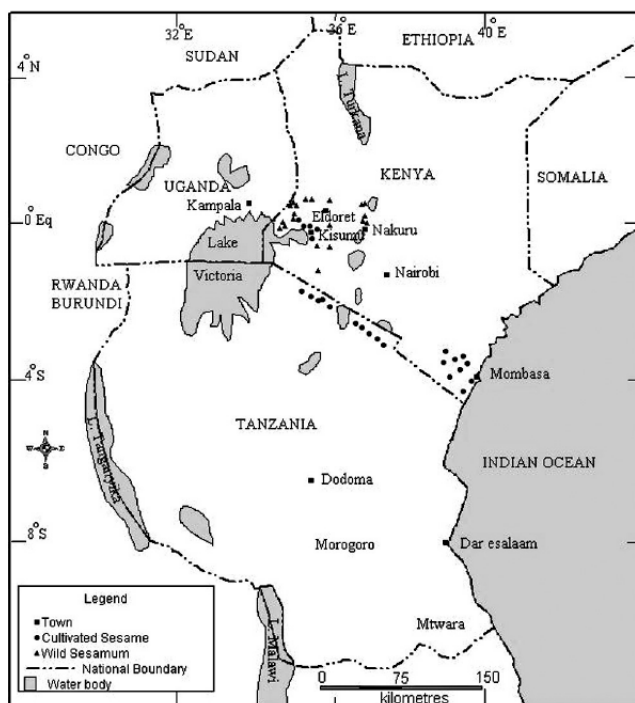 32°E
36°E
40°E
ETHIOPIA
SUDAN
4°N
L. Turkana
CONGO
KENYA
SOMALIA
UGANDA
Kampala
0°Eq
Eldoret
Kisumu
Nakuru
Lake
Victoria
Nairobi
RWANDA
BURUNDI
4°S
Mombasa
TANZANIA
L. Tanganyika
N
W
E
S
INDIAN OCEAN
Dodoma
8°S
Morogoro
Dar esalaam
Legend
Town
Cultivated Sesame
Wild Sesamum
National Boundary
Water body
L. Malawi
Mtwara
0 75 150
kilometres